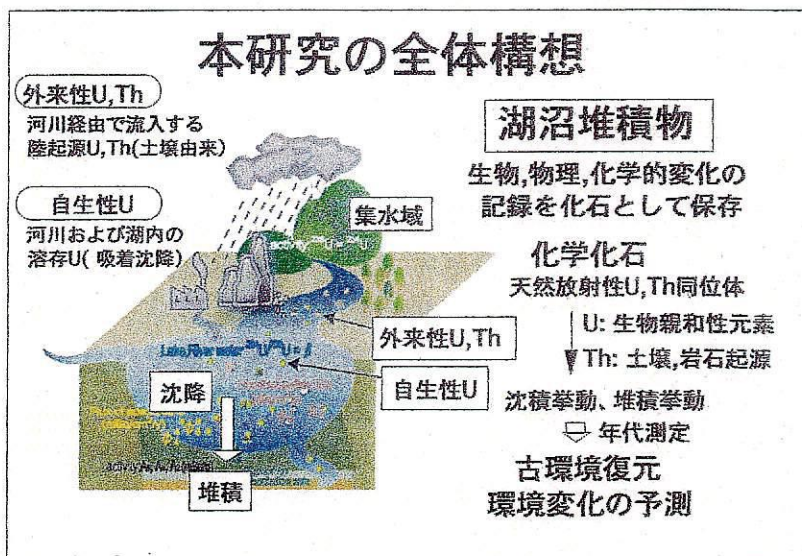 本研究の全体構想
外来性U,Th
河川経由で流入する
陸起源U,Th(土壌由来)
自生性U
河川および湖内の
溶存U(吸着沈降)
集水域
外来性U,Th
自生性U
沈降
堆積
湖沼堆積物
生物,物理,化学的変化の
記録を化石として保存
化学化石
天然放射性U,Th同位体
U: 生物親和性元素
Th: 土壌,岩石起源
沈積挙動、堆積挙動
年代測定
古環境復元
環境変化の予測